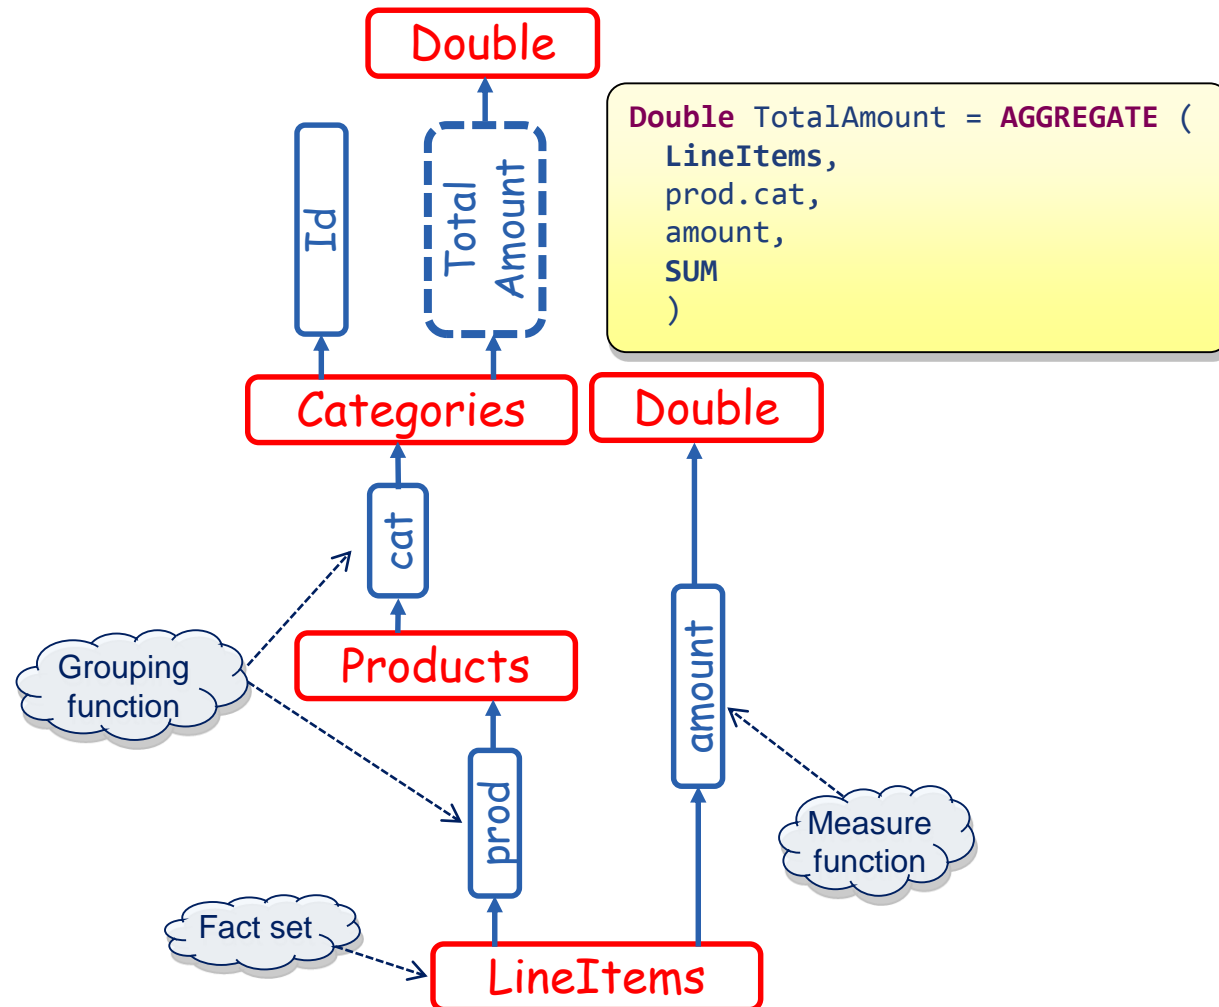 Double
Double TotalAmount = AGGREGATE (
LineItems,
prod.cat,
amount,
SUM
)
Id
Total
Amount
Categories
Double
cat
Grouping
function
Products
amount
prod
Measure
function
Fact set
LineItems